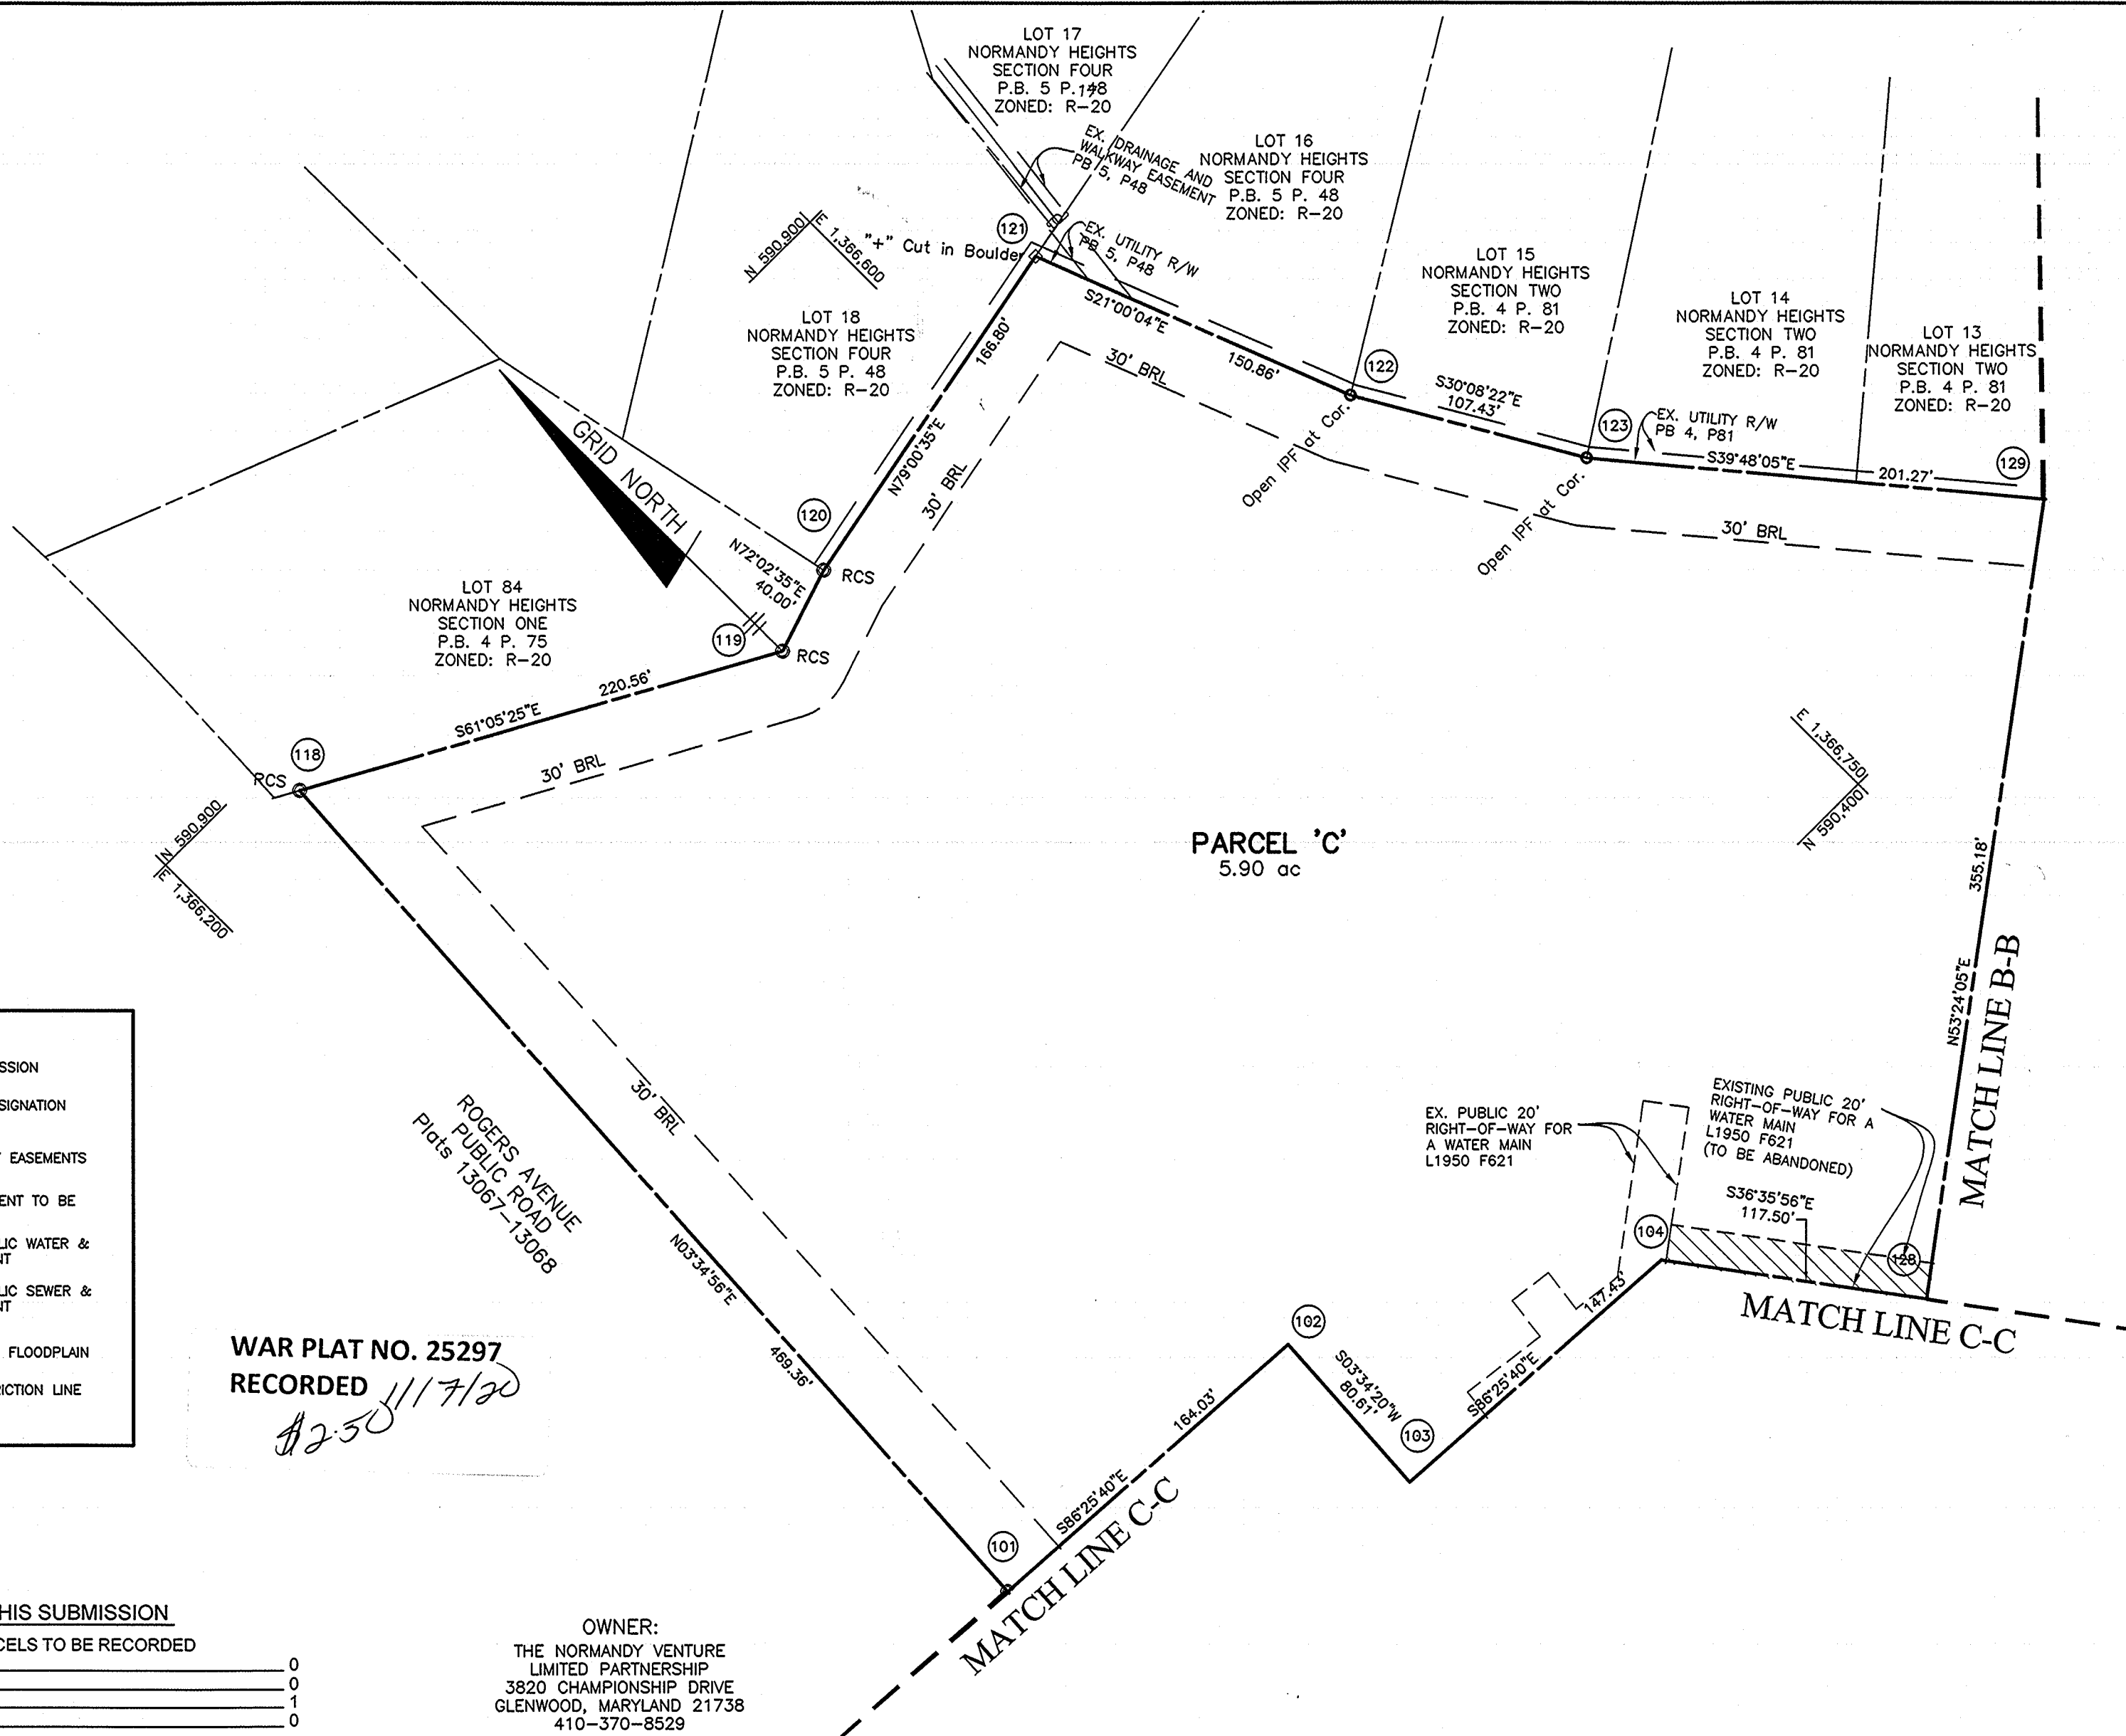 LOT 17
NORMANDY HEIGHTS
SECTION FOUR
P.B. 5 P.
ZONED: R-20
EX. DRAINAGE AND
WALKWAY EASEMENT
PB 5, P48
LOT 16
NORMANDY HEIGHTS
SECTION FOUR
P.B. 5 P. 48
ZONED: R-20
N 590,900
E 1,366,600
121
"+" Cut in Boulder
EX. UTILITY R/W
PB 5, P48
S21°00'04"E
150.86'
LOT 15
NORMANDY HEIGHTS
SECTION TWO
P.B. 4 P. 81
ZONED: R-20
LOT 14
NORMANDY HEIGHTS
SECTION TWO
P.B. 4 P. 81
ZONED: R-20
LOT 13
NORMANDY HEIGHTS
SECTION TWO
P.B. 4 P. 81
ZONED: R-20
LOT 18
NORMANDY HEIGHTS
SECTION FOUR
P.B. 5 P. 48
ZONED: R-20
166.80'
N79°00'35"E
30' BRL
30' BRL
122
S30°08'22"E
107.43'
Open IPF at Cor.
123
EX. UTILITY R/W
PB 4, P81
S39°48'05"E
201.27'
129
Open IPF at Cor.
30' BRL
GRID NORTH
120
RCS
N72°02'35"E
40.00'
119
RCS
LOT 84
NORMANDY HEIGHTS
SECTION ONE
P.B. 4 P. 75
ZONED: R-20
220.56'
S61°05'25"E
118
RCS
30' BRL
N 590,900
E 1,366,200
E 1,366,750
N 590,400
PARCEL 'C'
5.90 ac
355.18'
N53°24'05"E
MATCH LINE B-B
30' BRL
ROGERS AVENUE
PUBLIC ROAD
Plats 13067-13068
N03°34'56"E
469.36'
EX. PUBLIC 20'
RIGHT-OF-WAY FOR
A WATER MAIN
L1950 F621
EXISTING PUBLIC 20'
RIGHT-OF-WAY FOR A
WATER MAIN
L1950 F621
(TO BE ABANDONED)
S36°35'56"E
117.50'
104
128
MATCH LINE C-C
147.43'
S86°25'40"E
102
S03°34'20"W
80.61'
103
164.03'
S86°25'40"E
101
MATCH LINE C-C
SSION
SIGNATION
EASEMENTS
ENT TO BE
LIC WATER &
NT
LIC SEWER &
NT
FLOODPLAIN
ICTION LINE
WAR PLAT NO. 25297
RECORDED 1/17/20
$2.50
HIS SUBMISSION
CELS TO BE RECORDED
0
0
1
0
OWNER:
THE NORMANDY VENTURE
LIMITED PARTNERSHIP
3820 CHAMPIONSHIP DRIVE
GLENWOOD, MARYLAND 21738
410-370-8529